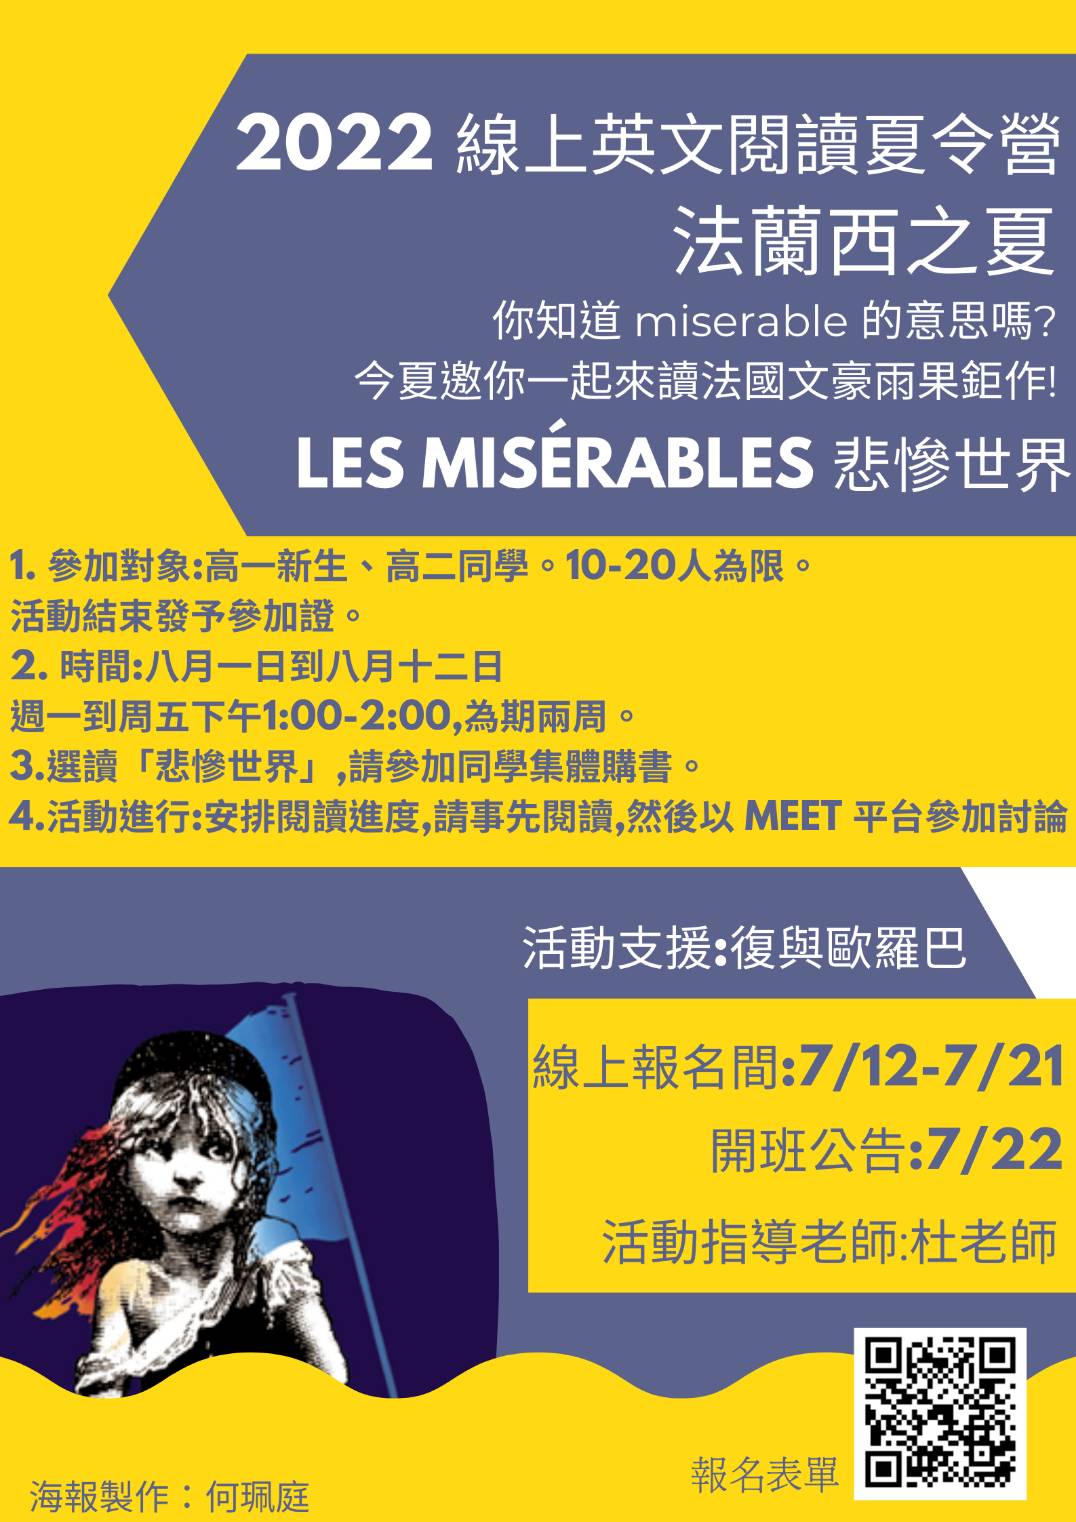 2022 線上英文閱讀夏令營
法蘭西之夏
你知道 miserable 的意思嗎?
今夏邀你一起來讀法國文豪雨果鉅作!
LES MISÉRABLES 悲慘世界
1. 參加對象:高一新生、高二同學。10-20人為限。
活動結束發予參加證。
2. 時間:八月一日到八月十二日
週一到周五下午1:00-2:00,為期兩周。
3.選讀「悲慘世界」,請參加同學集體購書。
4.活動進行:安排閱讀進度,請事先閱讀,然後以 MEET 平台參加討論
活動支援:復與歐羅巴
線上報名間:7/12-7/21
開班公告:7/22
活動指導老師:杜老師
報名表單
海報製作：何珮庭